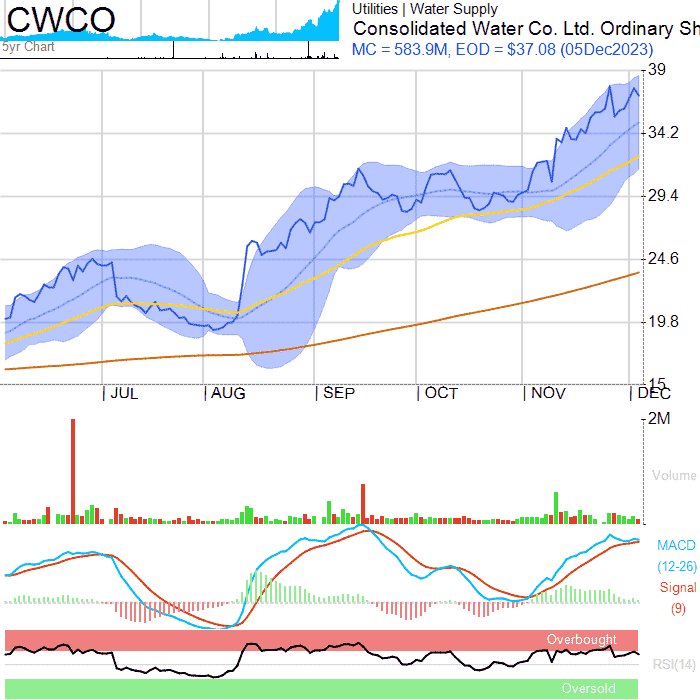 CWCO
5yr Chart
Utilities | Water Supply
Consolidated Water Co. Ltd. Ordinary Sh
MC = 583.9M, EOD = $37.08 (05Dec2023)
39
34.2
29.4
24.6
19.8
15
|JUL |AUG |SEP |OCT |NOV |DEC
2M
Volume
MACD
(12-26)
Signal
(9)
Overbought
RSI(14)
Oversold